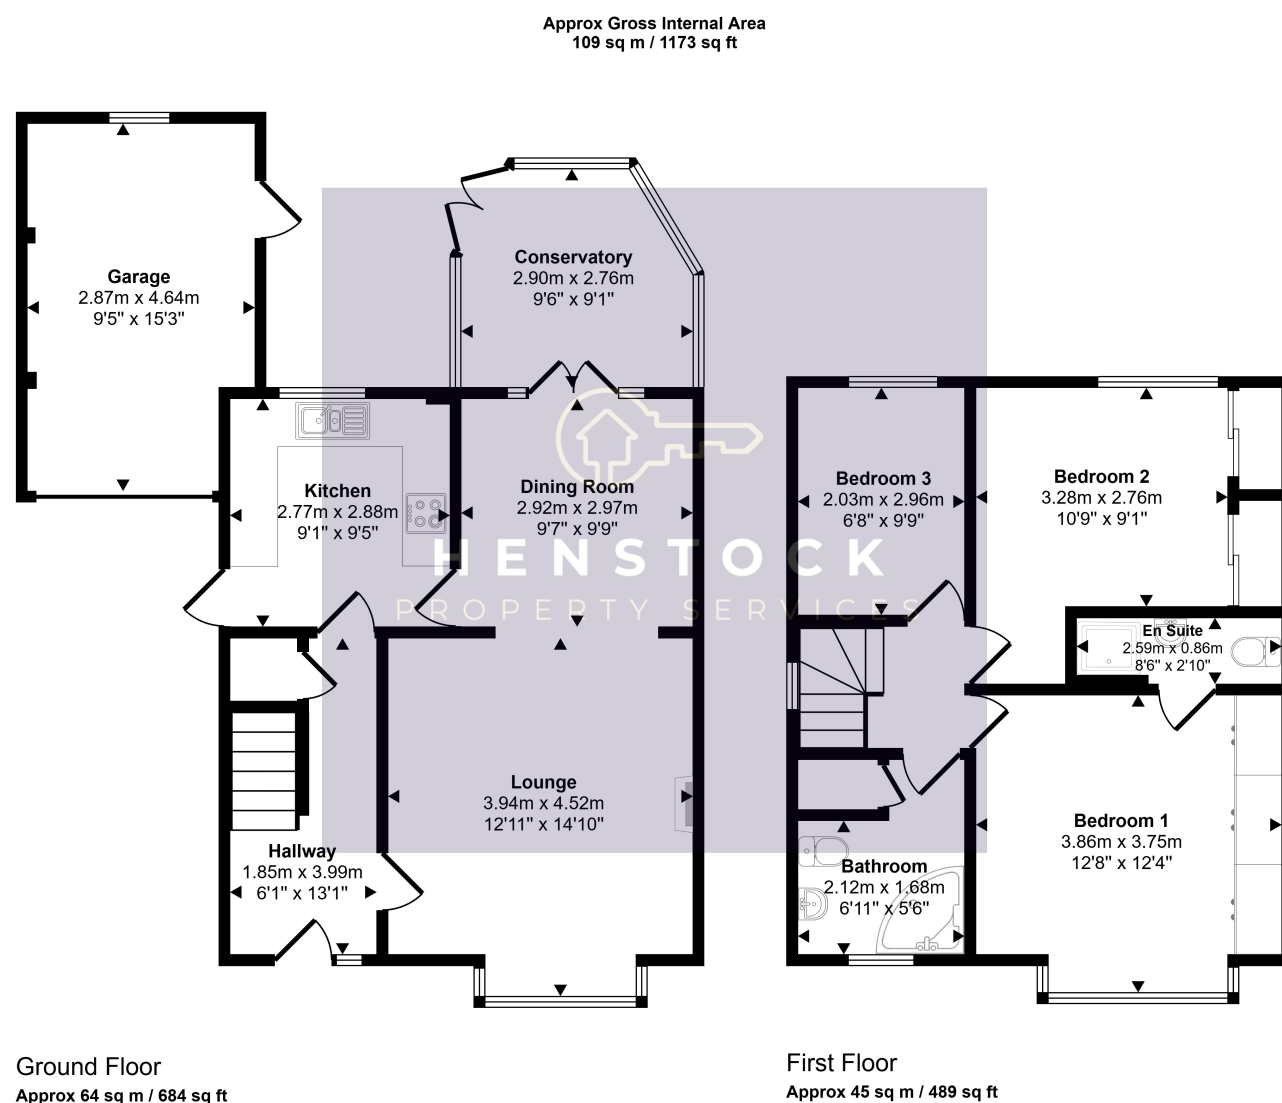 Approx Gross Internal Area
109 sq m / 1173 sq ft
Garage
2.87m x 4.64m
9'5" x 15'3"
Conservatory
2.90m x 2.76m
9'6" x 9'1"
Kitchen
2.77m x 2.88m
9'1" x 9'5"
Dining Room
2.92m x 2.97m
9'7" x 9'9"
Bedroom 3
2.03m x 2.96m
6'8" x 9'9"
Bedroom 2
3.28m x 2.76m
10'9" x 9'1"
HENSTOCK
PROPERTY SERVICES
En Suite
2.59m x 0.86m
8'6" x 2'10"
Lounge
3.94m x 4.52m
12'11" x 14'10"
Hallway
1.85m x 3.99m
6'1" x 13'1"
Bedroom 1
3.86m x 3.75m
12'8" x 12'4"
Bathroom
2.12m x 1.68m
6'11" x 5'6"
Ground Floor
Approx 64 sq m / 684 sq ft
First Floor
Approx 45 sq m / 489 sq ft